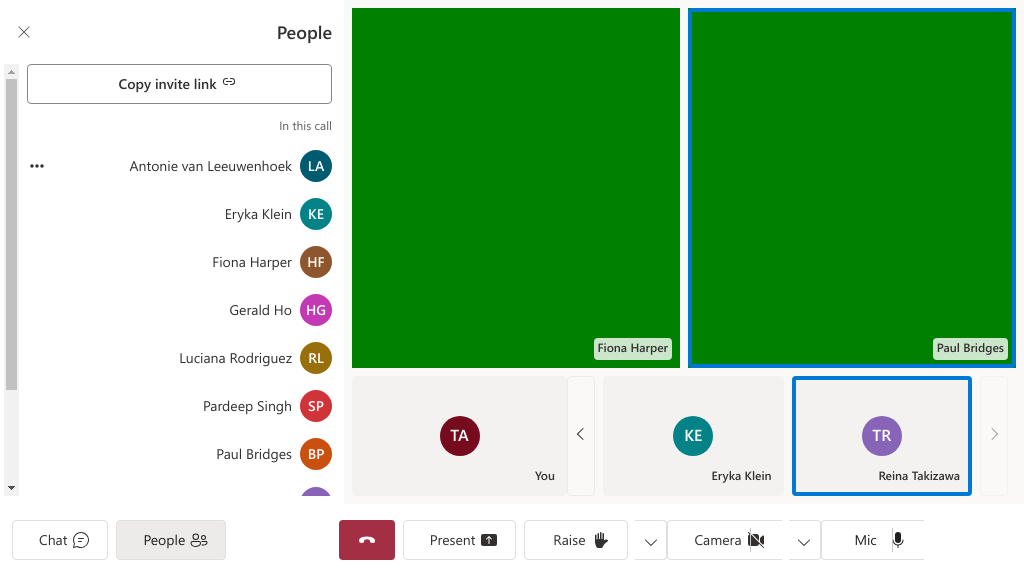 People
Copy invite link
In this call
Antonie van Leeuwenhoek LA
Eryka Klein KE
Fiona Harper HF
Gerald Ho HG
Luciana Rodriguez RL
Pardeep Singh SP
Paul Bridges BP
Fiona Harper
Paul Bridges
TA
You
KE
Eryka Klein
TR
Reina Takizawa
Chat
People
Present
Raise
Camera
Mic